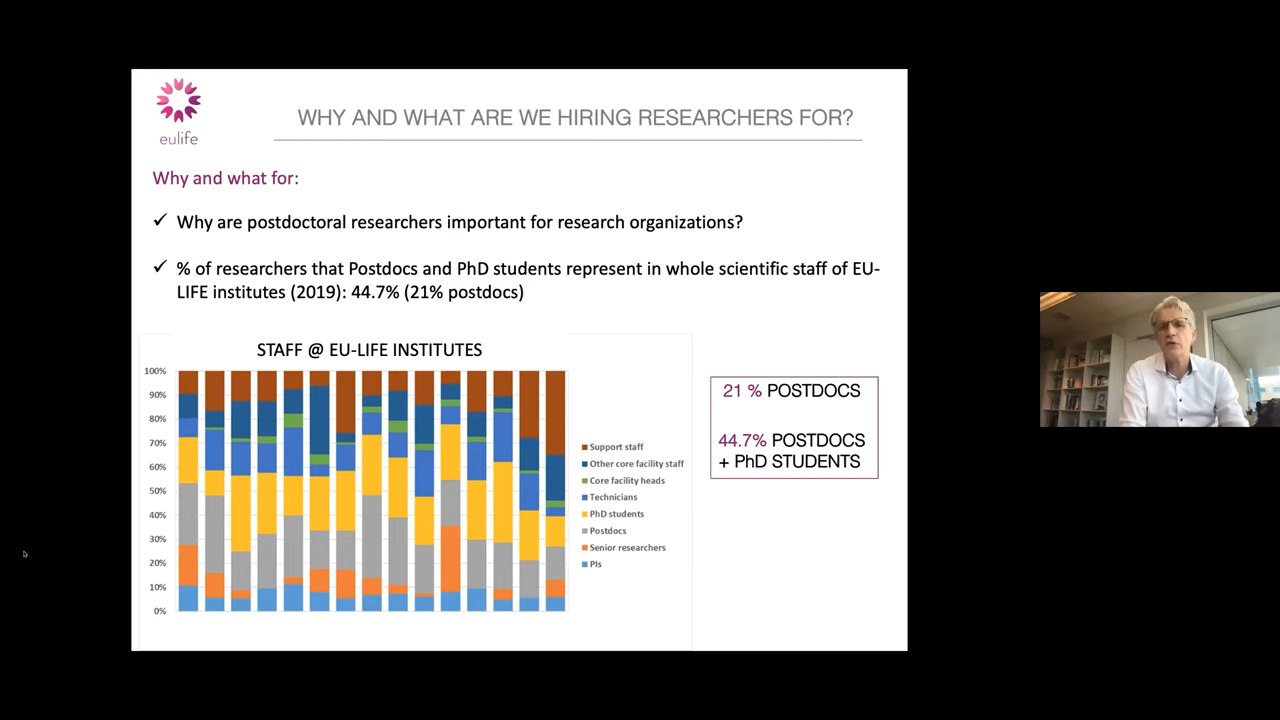 eulife
WHY AND WHAT ARE WE HIRING RESEARCHERS FOR?
Why and what for:
✓ Why are postdoctoral researchers important for research organizations?
✓ % of researchers that Postdocs and PhD students represent in whole scientific staff of EU-
LIFE institutes (2019): 44.7% (21% postdocs)
STAFF @ EU-LIFE INSTITUTES
100%
90%
80%
70%
60%
50%
40%
30%
20%
10%
0%
Support staff
Other core facility staff
Core facility heads
Technicians
PhD students
Postdocs
Senior researchers
PIs
21 % POSTDOCS
44.7% POSTDOCS
+ PhD STUDENTS